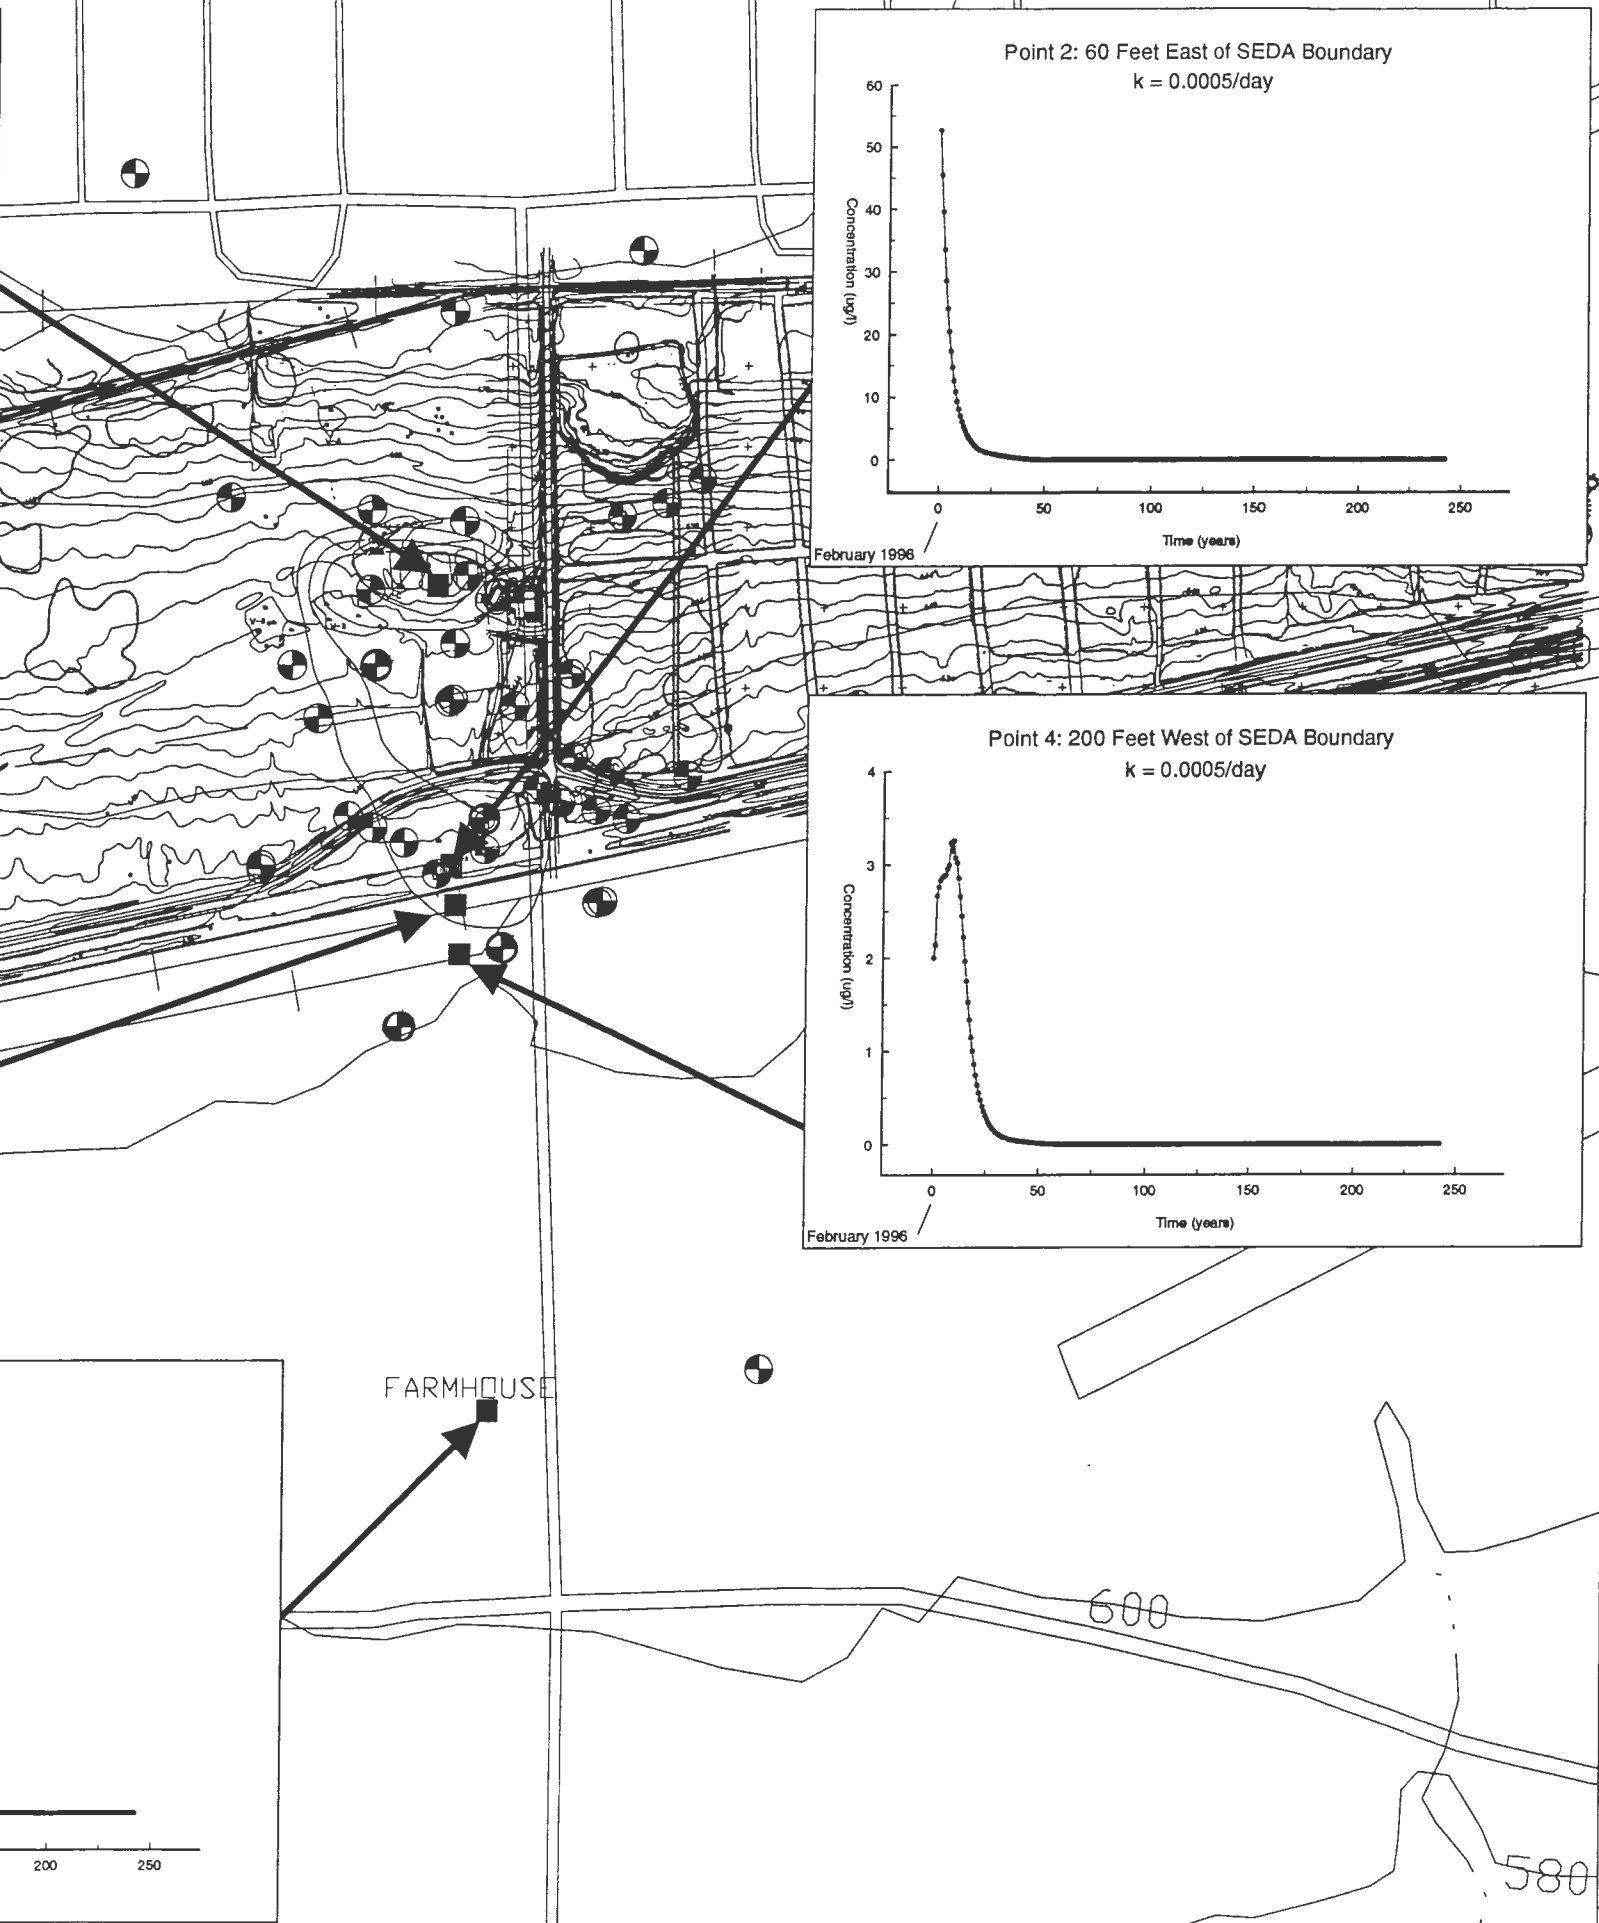 Point 2: 60 Feet East of SEDA Boundary
k = 0.0005/day
60
50
40
30
20
10
0
Concentration (ug/l)
0 50 100 150 200 250
Time (years)
February 1996
Point 4: 200 Feet West of SEDA Boundary
k = 0.0005/day
4
3
2
1
0
Concentration (ug/l)
0 50 100 150 200 250
Time (years)
February 1996
FARMHOUSE
600
200 250
580